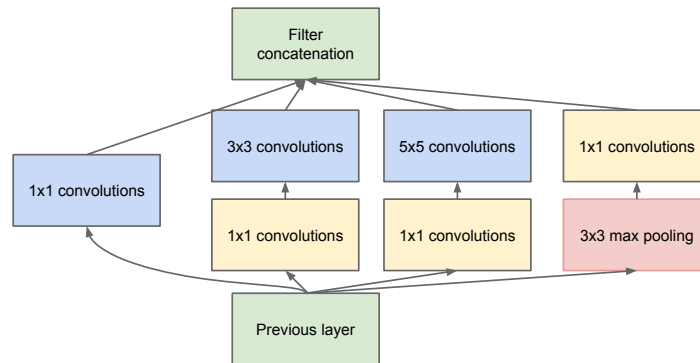 Filter
concatenation
3x3 convolutions
5x5 convolutions
1x1 convolutions
1x1 convolutions
1x1 convolutions
1x1 convolutions
3x3 max pooling
Previous layer